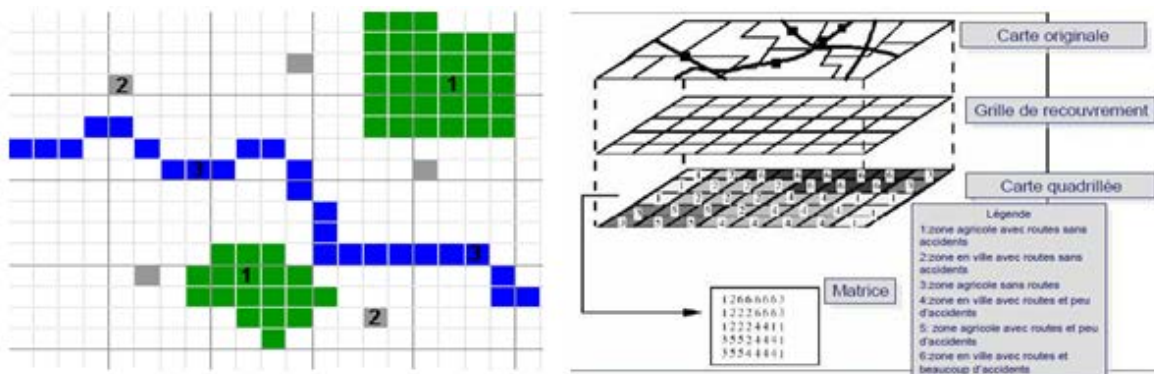 1
2
3
1
3
2
Carte originale
Grille de recouvrement
Carte quadrillée
Légende
1:zone agricole avec routes sans
accidents
2:zone en ville avec routes sans
accidents
3:zone agricole sans routes
4:zone en ville avec routes et peu
d'accidents
5: zone agricole avec routes et peu
d'accidents
6:zone en ville avec routes et
beaucoup d'accidents
Matrice
12666663
12226663
12224411
35524441
35544441